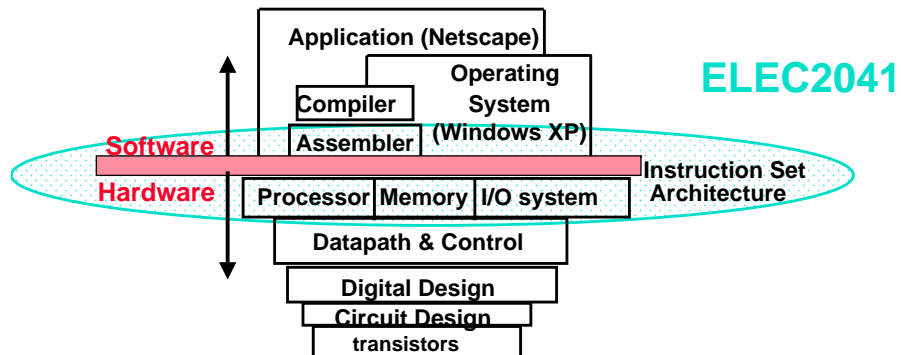 Application (Netscape)
Operating
System
(Windows XP)
ELEC2041
Compiler
Assembler
Software
Hardware
Instruction Set
Architecture
Processor Memory I/O system
Datapath & Control
Digital Design
Circuit Design
transistors